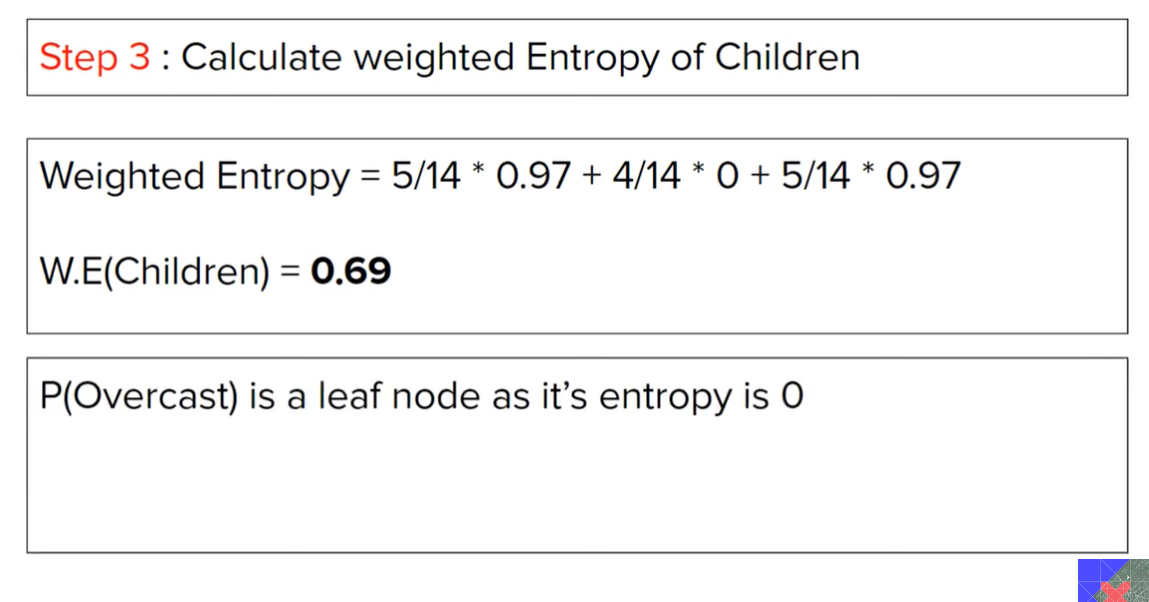 Step 3 : Calculate weighted Entropy of Children
Weighted Entropy = 5/14 * 0.97 + 4/14 * 0 + 5/14 * 0.97
W.E(Children) = 0.69
P(Overcast) is a leaf node as it’s entropy is 0